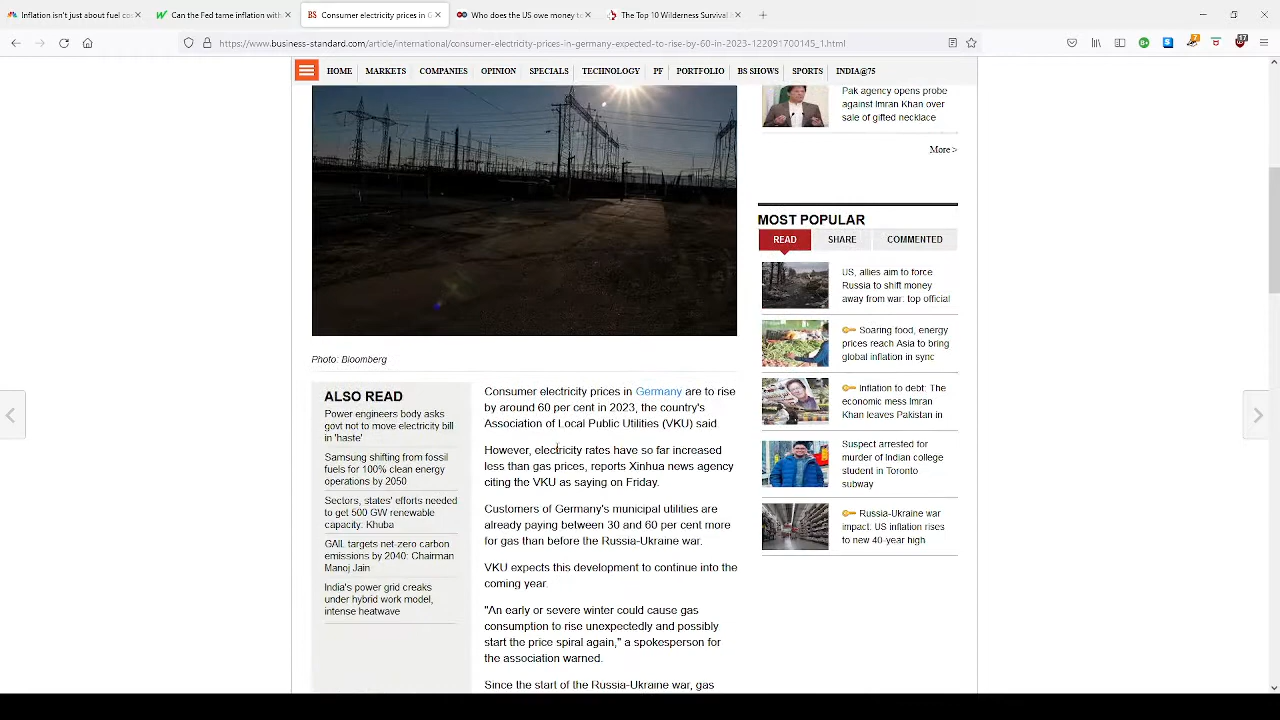 Inflation isn't just about fuel co
Can the Fed tame inflation with
Consumer electricity prices in G
Who does the US owe money to
The Top 10 Wilderness Survival
https://www.business-standard.com/article/international/consumer-electricity-prices-in-germany-expected-to-rise-by-60-in-2023-122091700145_1.html
HOME
MARKETS
COMPANIES
OPINION
SPECIALS
TECHNOLOGY
PF
PORTFOLIO
SHOWS
SPORTS
INDIA@75
Pak agency opens probe
against Imran Khan over
sale of gifted necklace
More >
MOST POPULAR
READ
SHARE
COMMENTED
US, allies aim to force
Russia to shift money
away from war: top official
Soaring food, energy
prices reach Asia to bring
global inflation in sync
Inflation to debt: The
economic mess Imran
Khan leaves Pakistan in
Suspect arrested for
murder of Indian college
student in Toronto
subway
Russia-Ukraine war
impact: US inflation rises
to new 40-year high
Photo: Bloomberg
ALSO READ
Power engineers body asks
govt not to move electricity bill
in 'haste'
Samsung shifting from fossil
fuels for 100% clean energy
operations by 2050
Sectors, states' efforts needed
to get 500 GW renewable
capacity: Khuba
GAIL targets net-zero carbon
emissions by 2040: Chairman
Manoj Jain
India's power grid creaks
under hybrid work model,
intense heatwave
Consumer electricity prices in Germany are to rise
by around 60 per cent in 2023, the country's
Association of Local Public Utilities (VKU) said.
However, electricity rates have so far increased
less than gas prices, reports Xinhua news agency
citing the VKU as saying on Friday.
Customers of Germany's municipal utilities are
already paying between 30 and 60 per cent more
for gas than before the Russia-Ukraine war.
VKU expects this development to continue into the
coming year.
"An early or severe winter could cause gas
consumption to rise unexpectedly and possibly
start the price spiral again," a spokesperson for
the association warned.
Since the start of the Russia-Ukraine war, gas